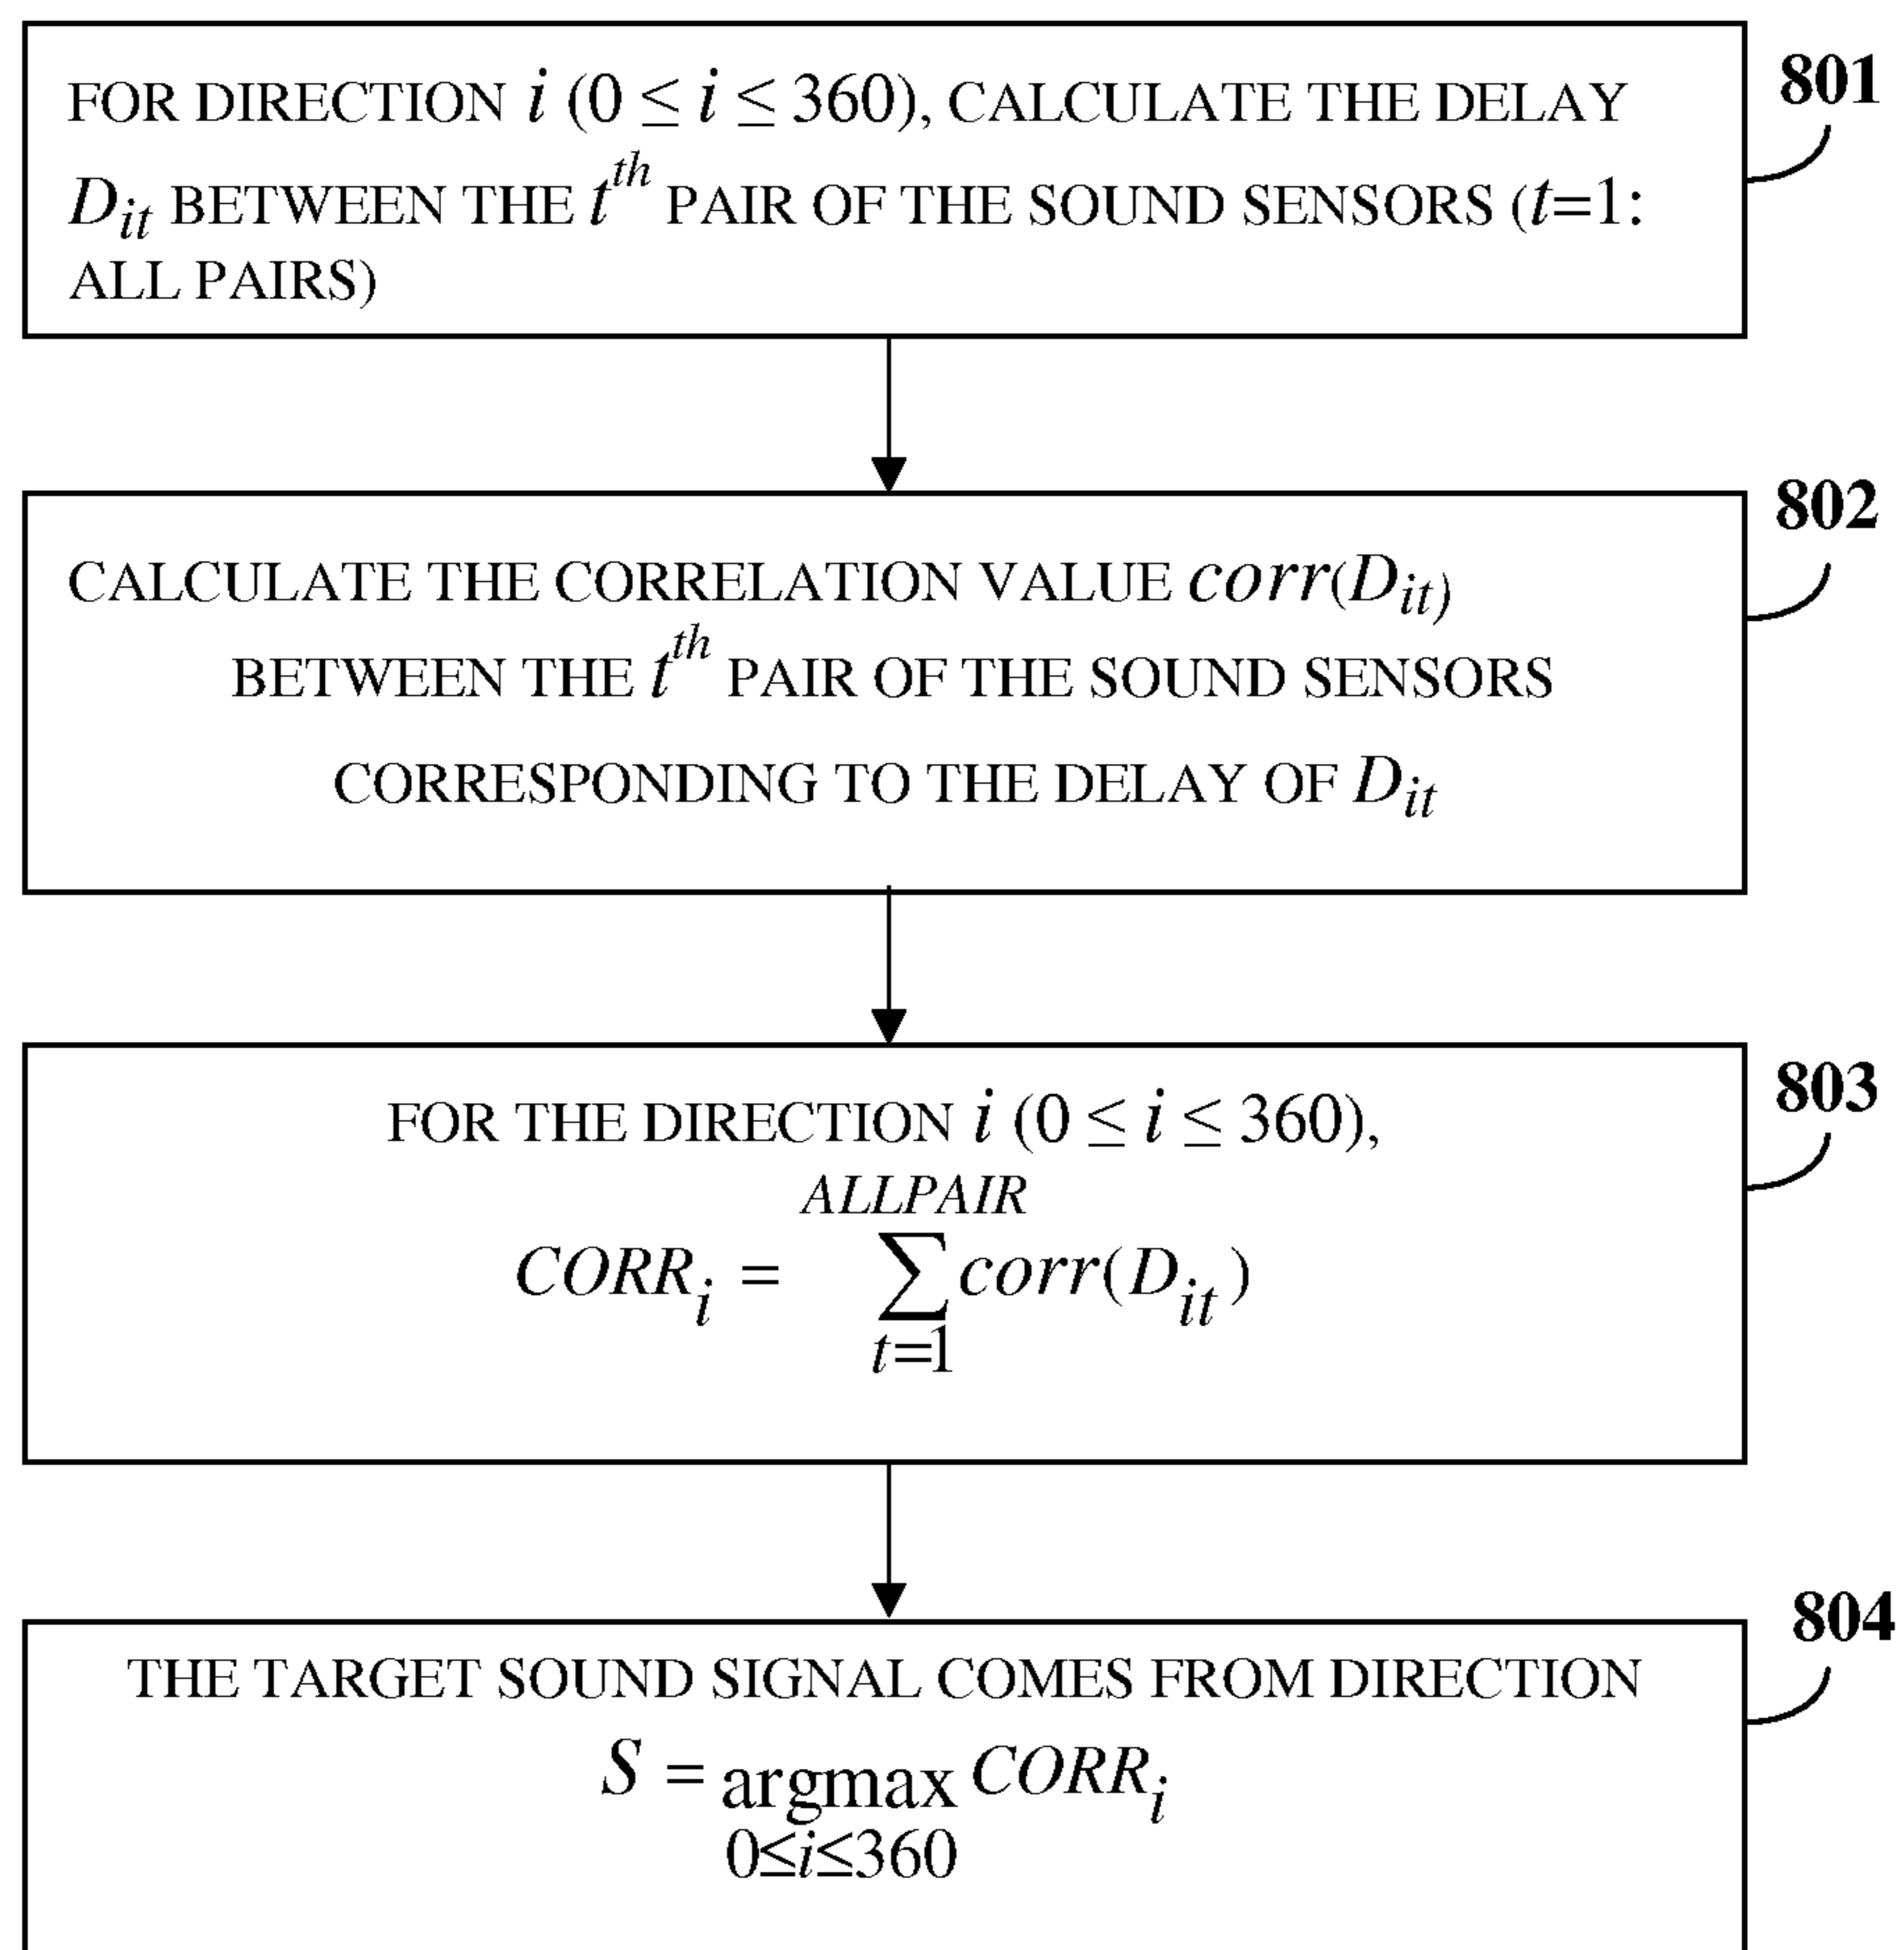 FOR DIRECTION i (0 ≤ i ≤ 360), CALCULATE THE DELAY
801
D_it BETWEEN THE t^th PAIR OF THE SOUND SENSORS (t=1:
ALL PAIRS)
802
CALCULATE THE CORRELATION VALUE corr(D_it)
BETWEEN THE t^th PAIR OF THE SOUND SENSORS
CORRESPONDING TO THE DELAY OF D_it
803
FOR THE DIRECTION i (0 ≤ i ≤ 360),
ALLPAIR
CORR_i = ∑ corr(D_it)
t=1
804
THE TARGET SOUND SIGNAL COMES FROM DIRECTION
S = argmax CORR_i
0≤i≤360